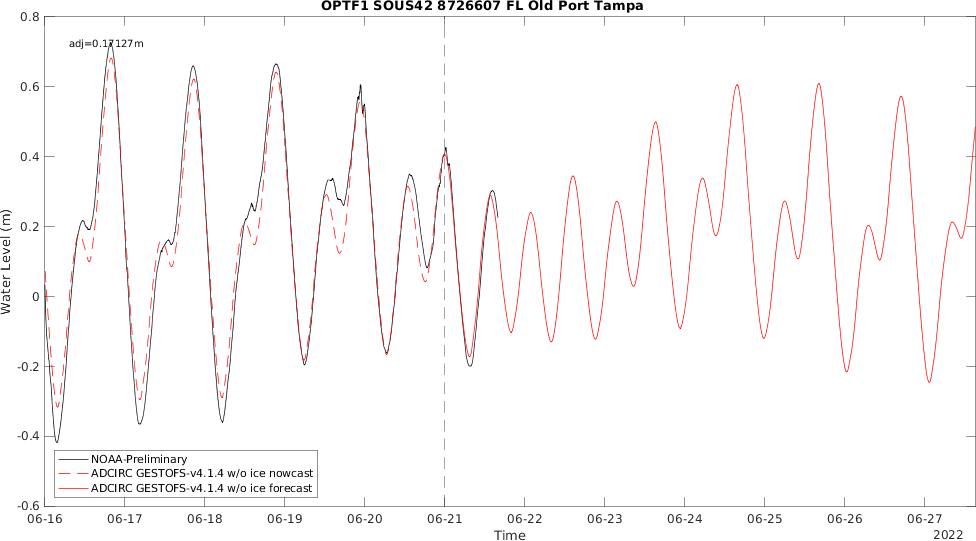 OPTF1 SOUS42 8726607 FL Old Port Tampa
adj=0.17127m
0.8
0.6
0.4
0.2
0
-0.2
-0.4
-0.6
Water Level (m)
NOAA-Preliminary
ADCIRC GESTOFS-v4.1.4 w/o ice nowcast
ADCIRC GESTOFS-v4.1.4 w/o ice forecast
06-16 06-17 06-18 06-19 06-20 06-21 06-22 06-23 06-24 06-25 06-26 06-27
Time
2022